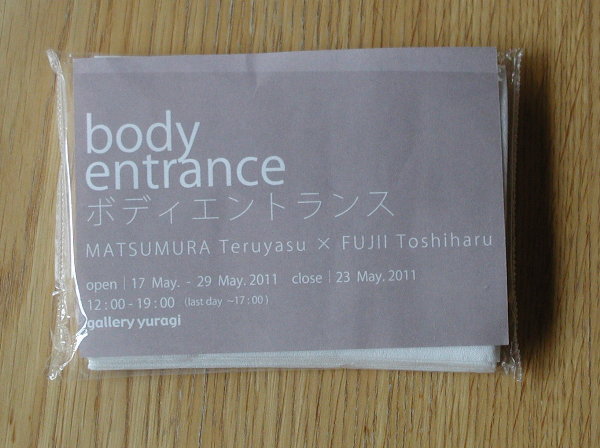 body
entrance
ボディエントランス
MATSUMURA Teruyasu × FUJII Toshiharu
open | 17 May. - 29 May. 2011 close | 23 May. 2011
12 : 00 - 19 : 00 (last day ~17 : 00 )
gallery yuragi